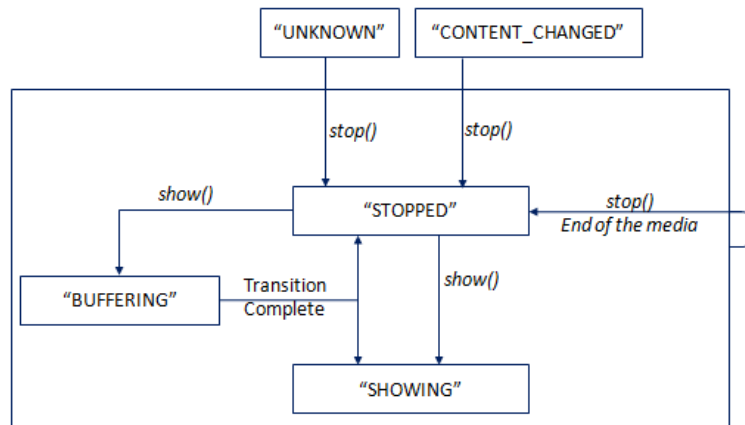 “UNKNOWN”
“CONTENT_CHANGED”
stop()
stop()
show()
“STOPPED”
stop()
End of the media
“BUFFERING”
Transition
Complete
show()
“SHOWING”